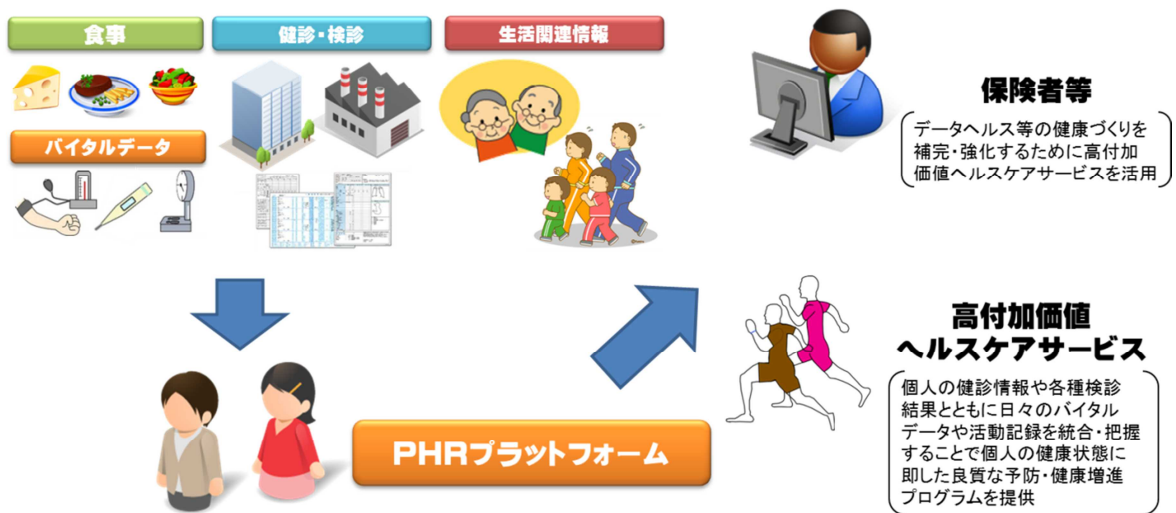 食事
健診・検診
生活関連情報
バイタルデータ
保険者等
データヘルス等の健康づくりを
補完・強化するために高付加
価値ヘルスケアサービスを活用
高付加価値
ヘルスケアサービス
個人の健診情報や各種検診
結果とともに日々のバイタル
データや活動記録を統合・把握
することで個人の健康状態に
即した良質な予防・健康増進
プログラムを提供
PHRプラットフォーム